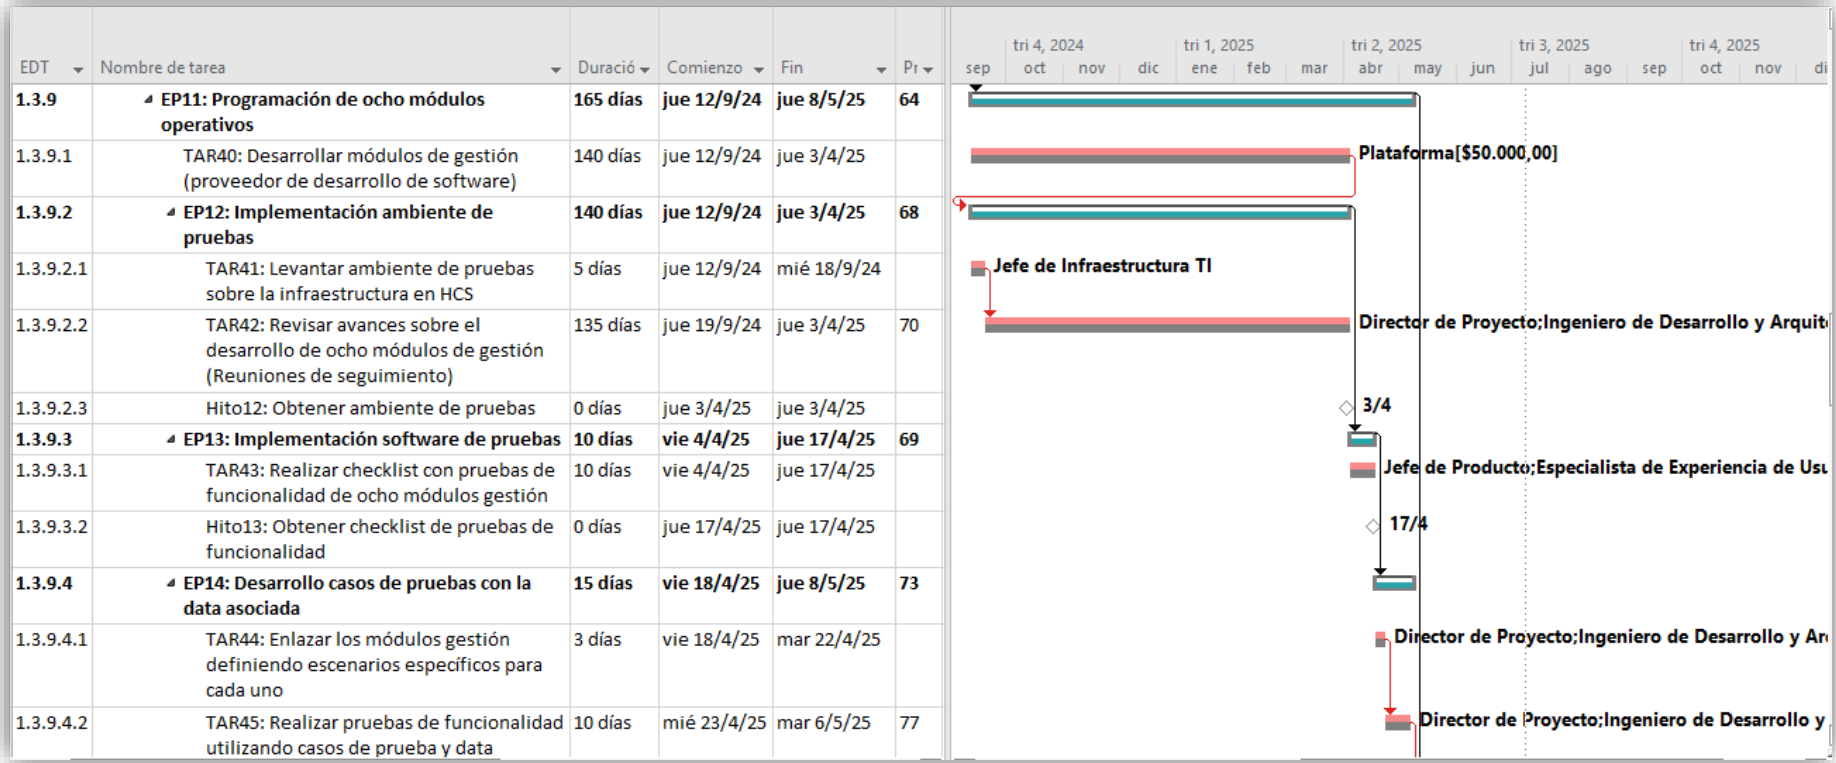 tri 4, 2024 tri 1, 2025 tri 2, 2025 tri 3, 2025 tri 4, 2025
EDT Nombre de tarea Duració Comienzo Fin Pr sep oct nov dic ene feb mar abr may jun jul ago sep oct nov di
1.3.9 EP11: Programación de ocho módulos 165 días jue 12/9/24 jue 8/5/25 64
operativos
1.3.9.1 TAR40: Desarrollar módulos de gestión 140 días jue 12/9/24 jue 3/4/25 Plataforma[$50.000,00]
(proveedor de desarrollo de software)
1.3.9.2 EP12: Implementación ambiente de 140 días jue 12/9/24 jue 3/4/25 68
pruebas
1.3.9.2.1 TAR41: Levantar ambiente de pruebas 5 días jue 12/9/24 mié 18/9/24 Jefe de Infraestructura TI
sobre la infraestructura en HCS
1.3.9.2.2 TAR42: Revisar avances sobre el 135 días jue 19/9/24 jue 3/4/25 70 Director de Proyecto;Ingeniero de Desarrollo y Arquit
desarrollo de ocho módulos de gestión
(Reuniones de seguimiento)
1.3.9.2.3 Hito12: Obtener ambiente de pruebas 0 días jue 3/4/25 jue 3/4/25 3/4
1.3.9.3 EP13: Implementación software de pruebas 10 días vie 4/4/25 jue 17/4/25 69
1.3.9.3.1 TAR43: Realizar checklist con pruebas de 10 días vie 4/4/25 jue 17/4/25 Jefe de Producto;Especialista de Experiencia de Usu
funcionalidad de ocho módulos gestión
1.3.9.3.2 Hito13: Obtener checklist de pruebas de 0 días jue 17/4/25 jue 17/4/25 17/4
funcionalidad
1.3.9.4 EP14: Desarrollo casos de pruebas con la 15 días vie 18/4/25 jue 8/5/25 73
data asociada
1.3.9.4.1 TAR44: Enlazar los módulos gestión 3 días vie 18/4/25 mar 22/4/25 Director de Proyecto;Ingeniero de Desarrollo y Ar
definiendo escenarios específicos para
cada uno
1.3.9.4.2 TAR45: Realizar pruebas de funcionalidad 10 días mié 23/4/25 mar 6/5/25 77 Director de Proyecto;Ingeniero de Desarrollo y
utilizando casos de prueba y data